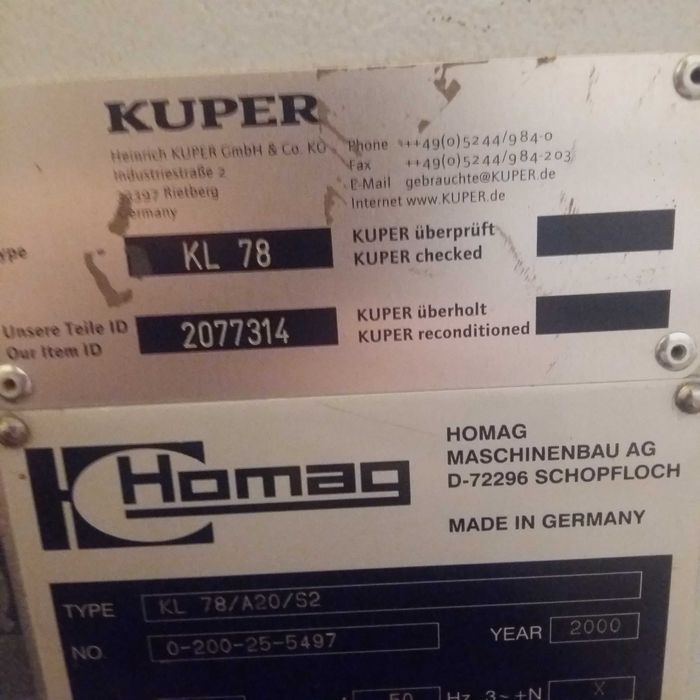 KUPER
Heinrich KUPER GmbH & Co. KG
Industriestraße 2
33397 Rietberg
Germany
Phone ++49(0)5244/984-0
Fax ++49(0)5244/984-203
E-Mail gebrauchte@KUPER.de
Internet www.KUPER.de
ype KL 78
KUPER überprüft
KUPER checked
Unsere Teile ID
Our Item ID
2077314
KUPER überholt
KUPER reconditioned
Homag
HOMAG
MASCHINENBAU AG
D-72296 SCHOPFLOCH
MADE IN GERMANY
TYPE KL 78/A20/S2
NO. 0-200-25-5497
YEAR 2000
50 Hz 3~ +N X